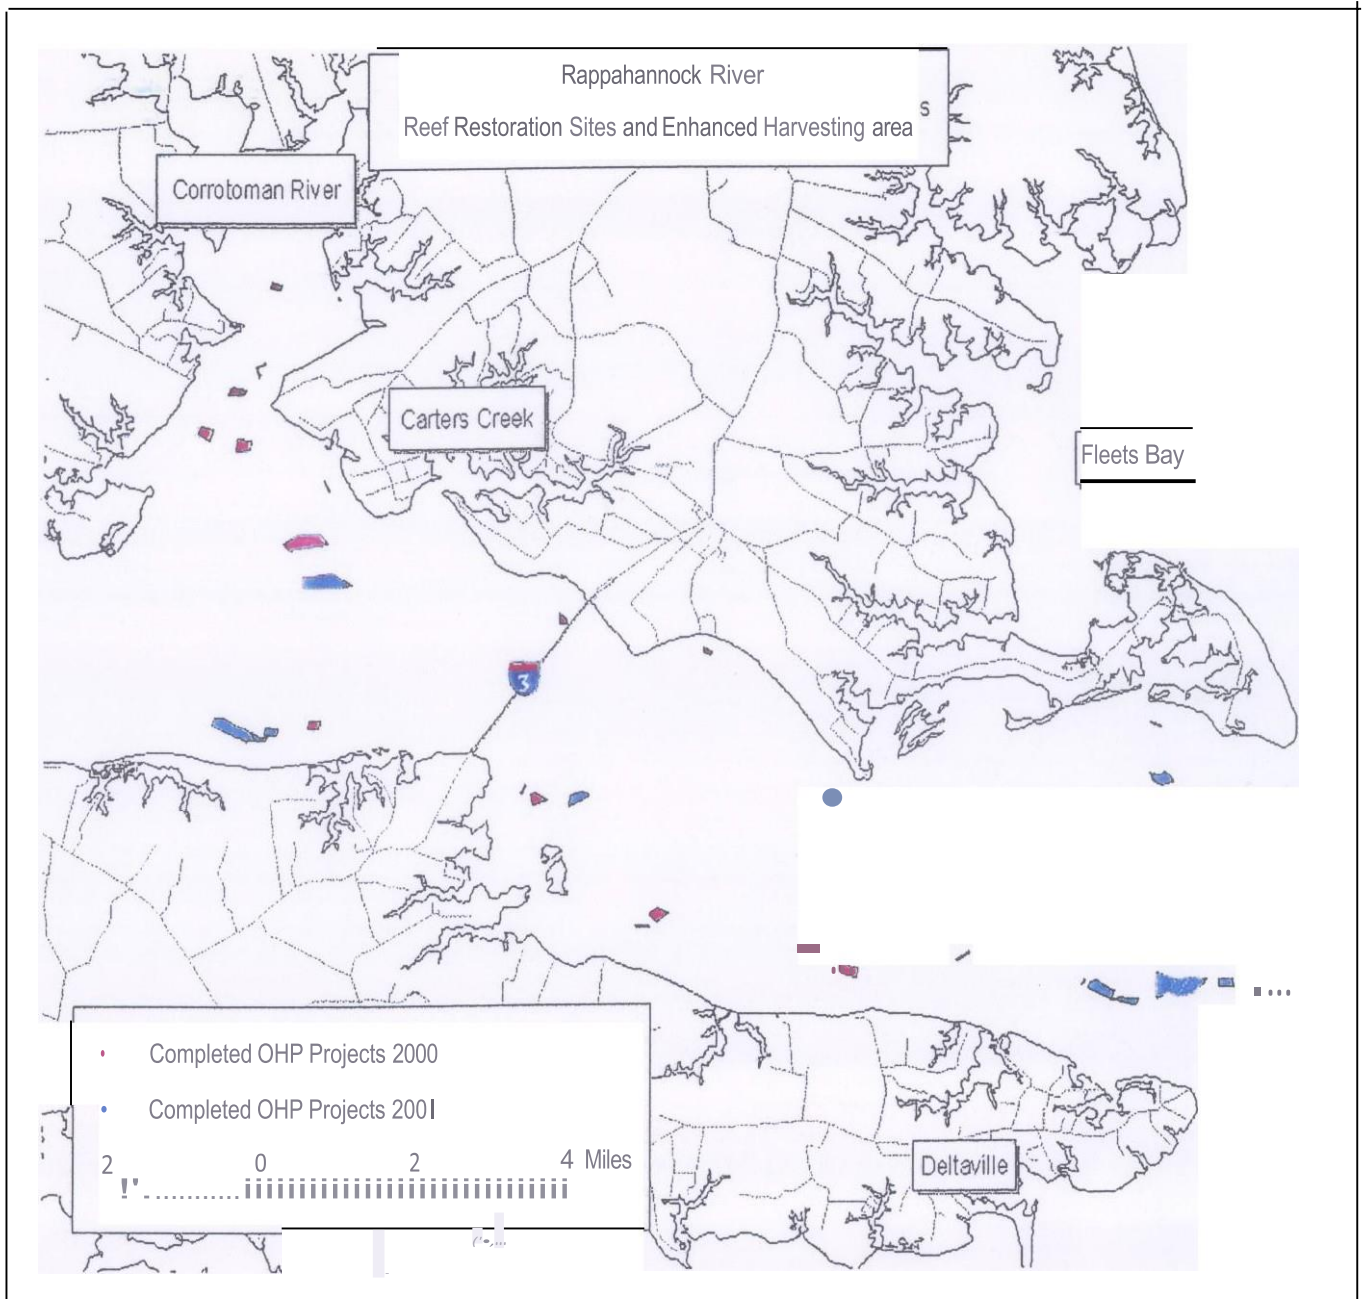 Rappahannock River
s
Reef Restoration Sites and Enhanced Harvesting area
Corrotoman River
Carters Creek
Fleets Bay
3
Completed OHP Projects 2000
Completed OHP Projects 200l
2 0 2 4 Miles
Deltaville